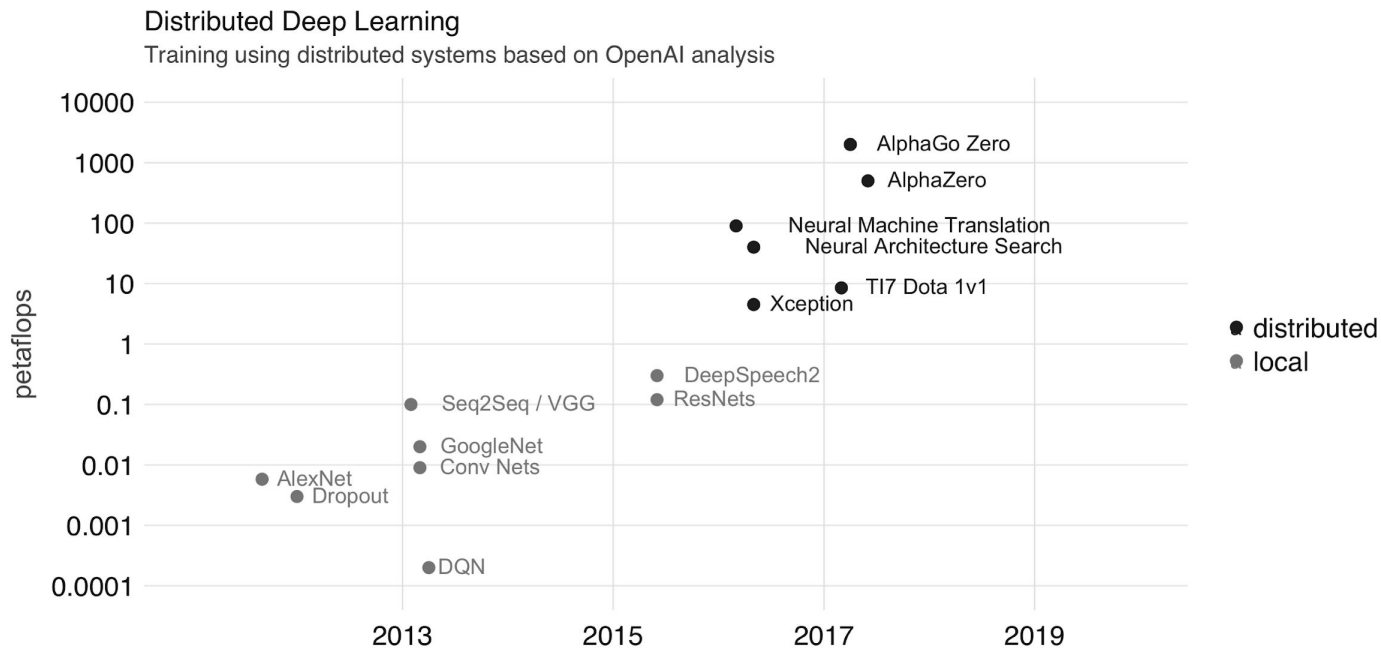 Distributed Deep Learning
Training using distributed systems based on OpenAI analysis
10000
1000
100
10
1
0.1
0.01
0.001
0.0001
petaflops
AlphaGo Zero
AlphaZero
Neural Machine Translation
Neural Architecture Search
TI7 Dota 1v1
Xception
DeepSpeech2
ResNets
Seq2Seq / VGG
GoogleNet
Conv Nets
AlexNet
Dropout
DQN
distributed
local
2013
2015
2017
2019